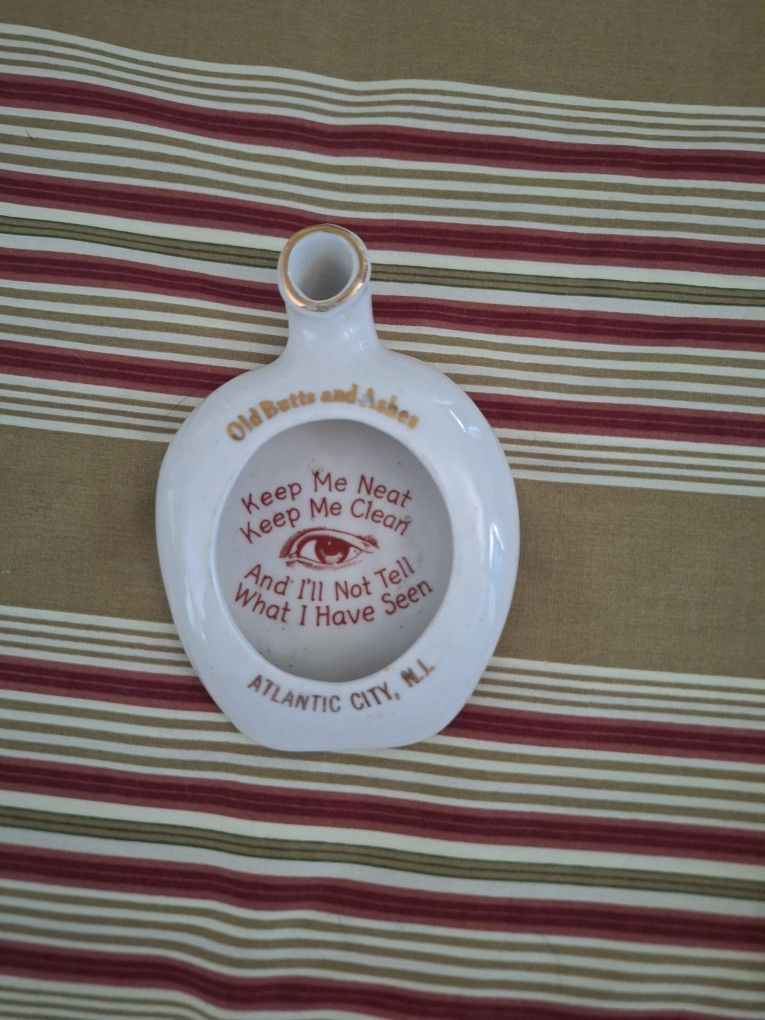 Old Butts and Ashes
Keep Me Neat
Keep Me Clean
And I'll Not Tell
What I Have Seen
ATLANTIC CITY, N.J.